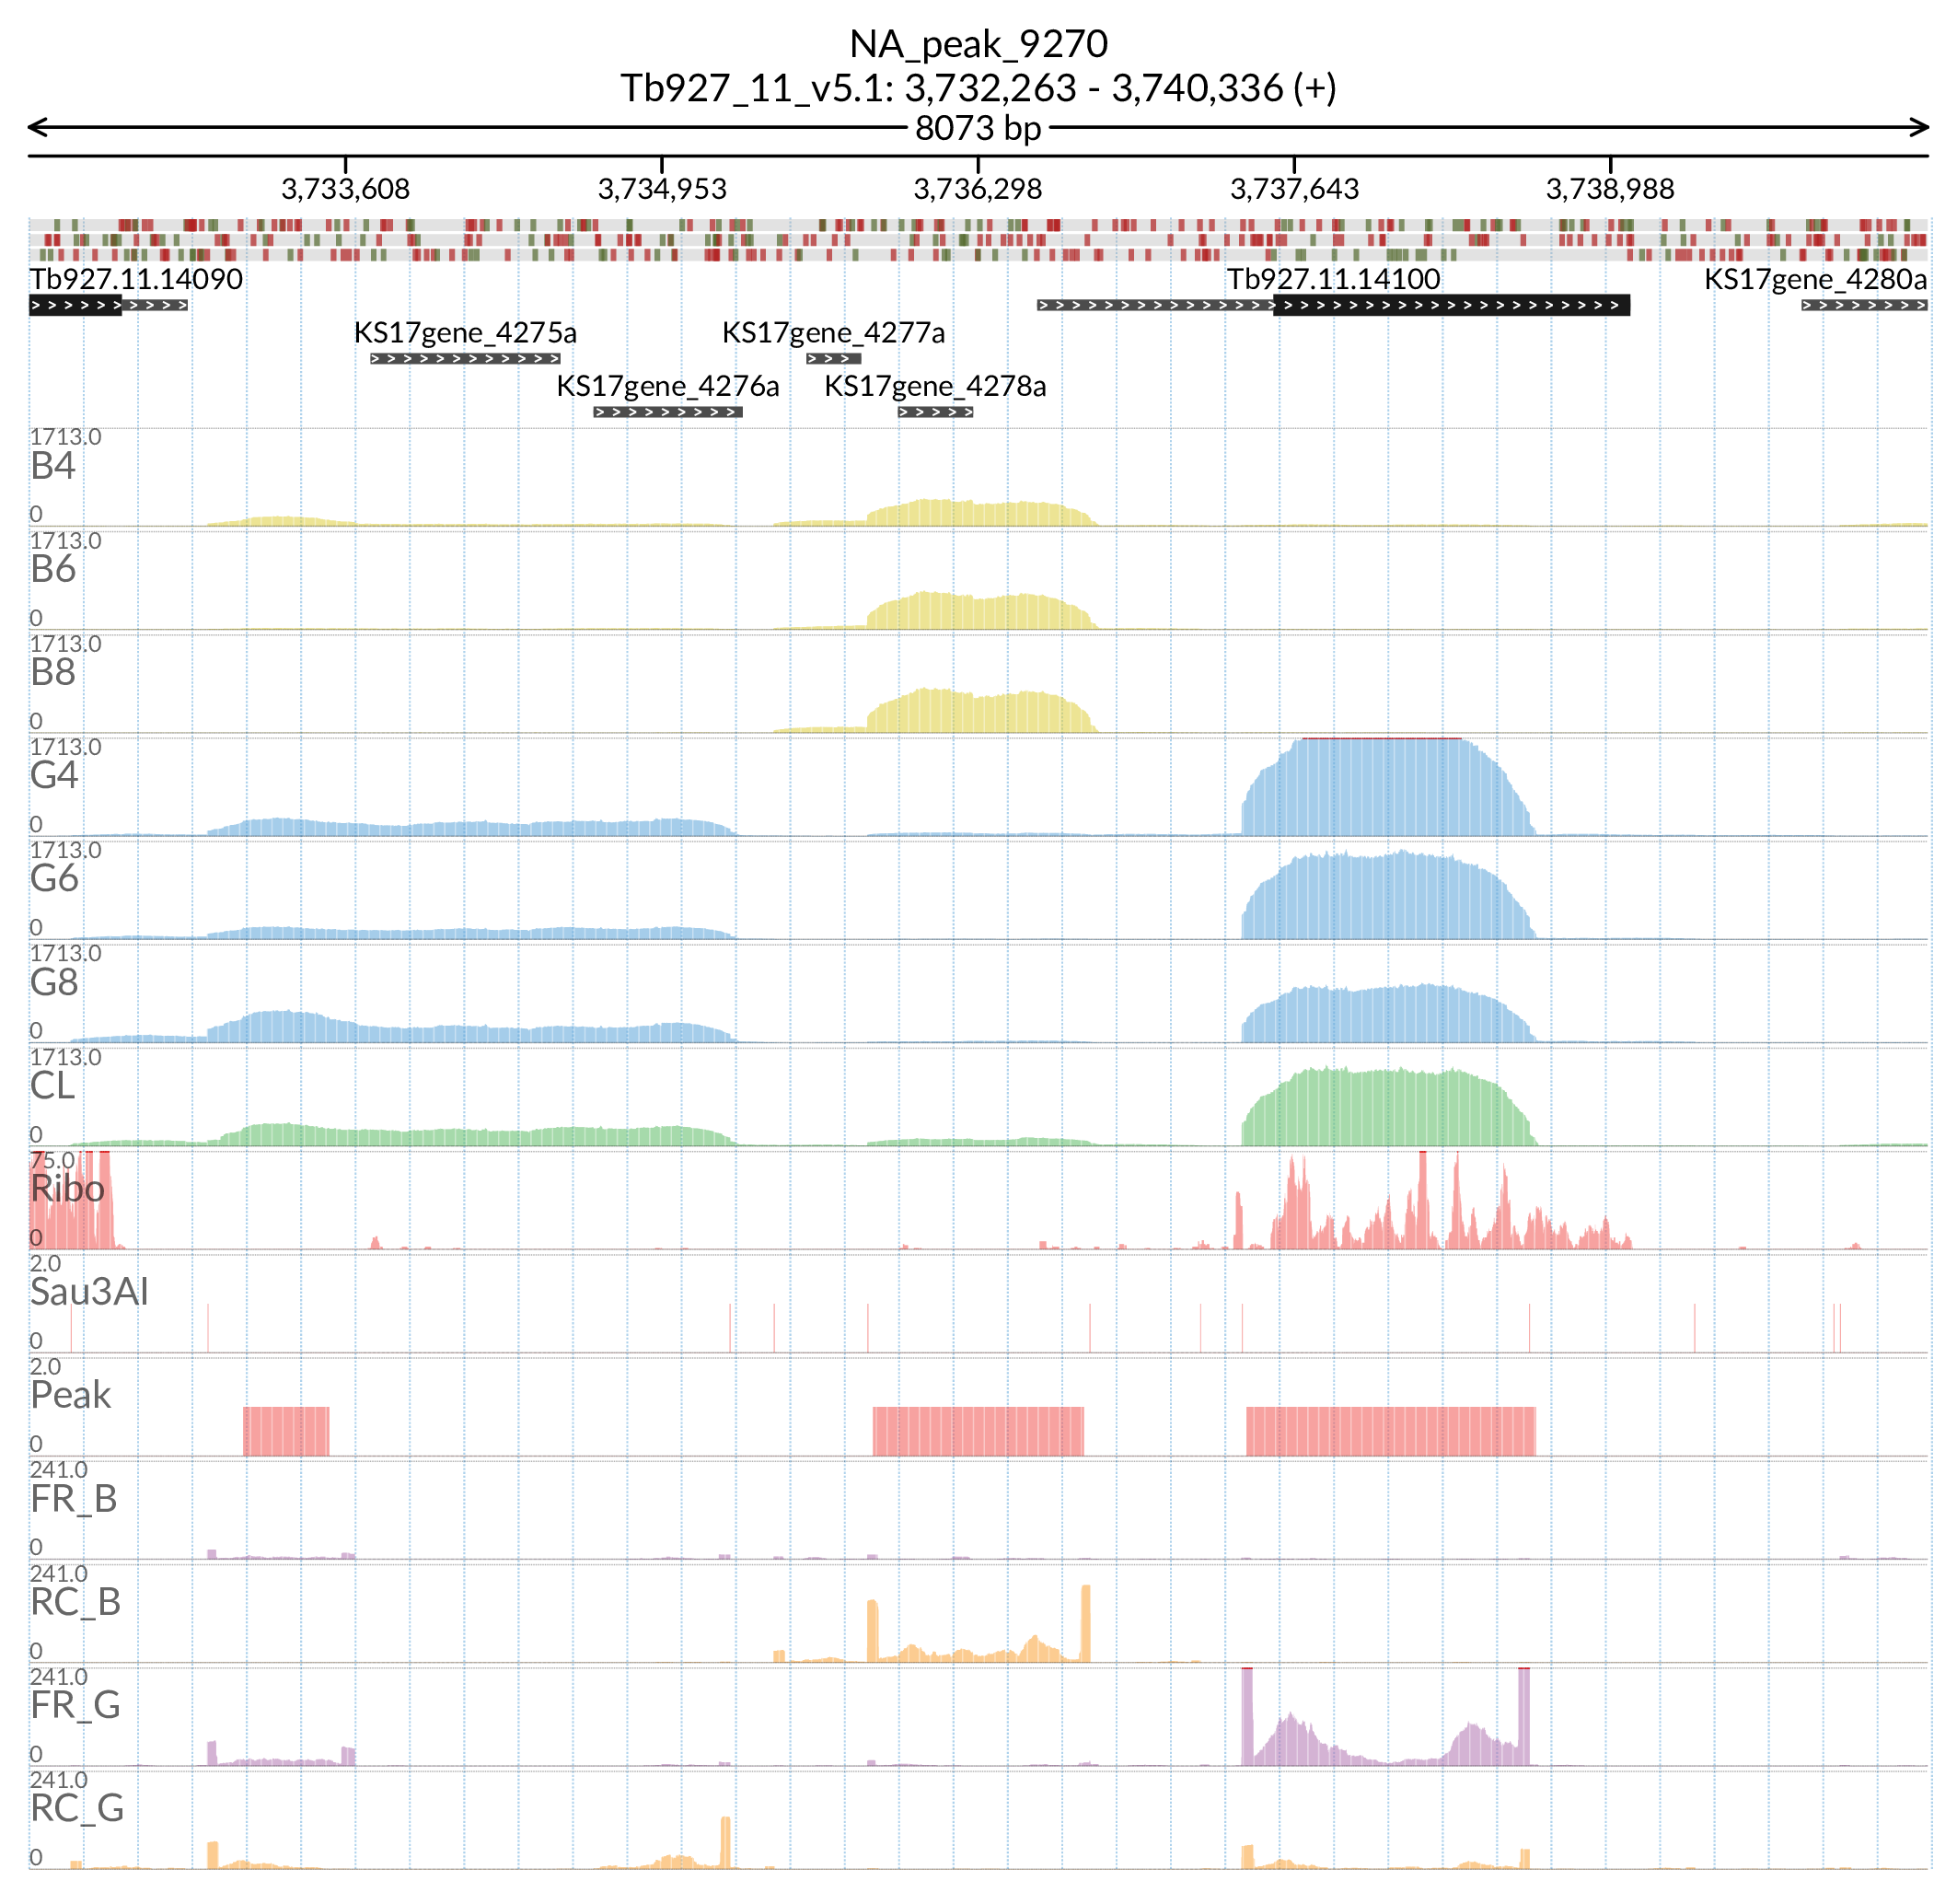 NA_peak_9270
Tb927_11_v5.1: 3,732,263 - 3,740,336 (+)
8073 bp
3,733,608 3,734,953 3,736,298 3,737,643 3,738,988
Tb927.11.14090 Tb927.11.14100 KS17gene_4280a
KS17gene_4275a KS17gene_4277a
KS17gene_4276a KS17gene_4278a
1713.0
B4
0
1713.0
B6
0
1713.0
B8
0
1713.0
G4
0
1713.0
G6
0
1713.0
G8
0
1713.0
CL
0
75.0
Ribo
0
2.0
Sau3AI
0
2.0
Peak
0
241.0
FR_B
0
241.0
RC_B
0
241.0
FR_G
0
241.0
RC_G
0